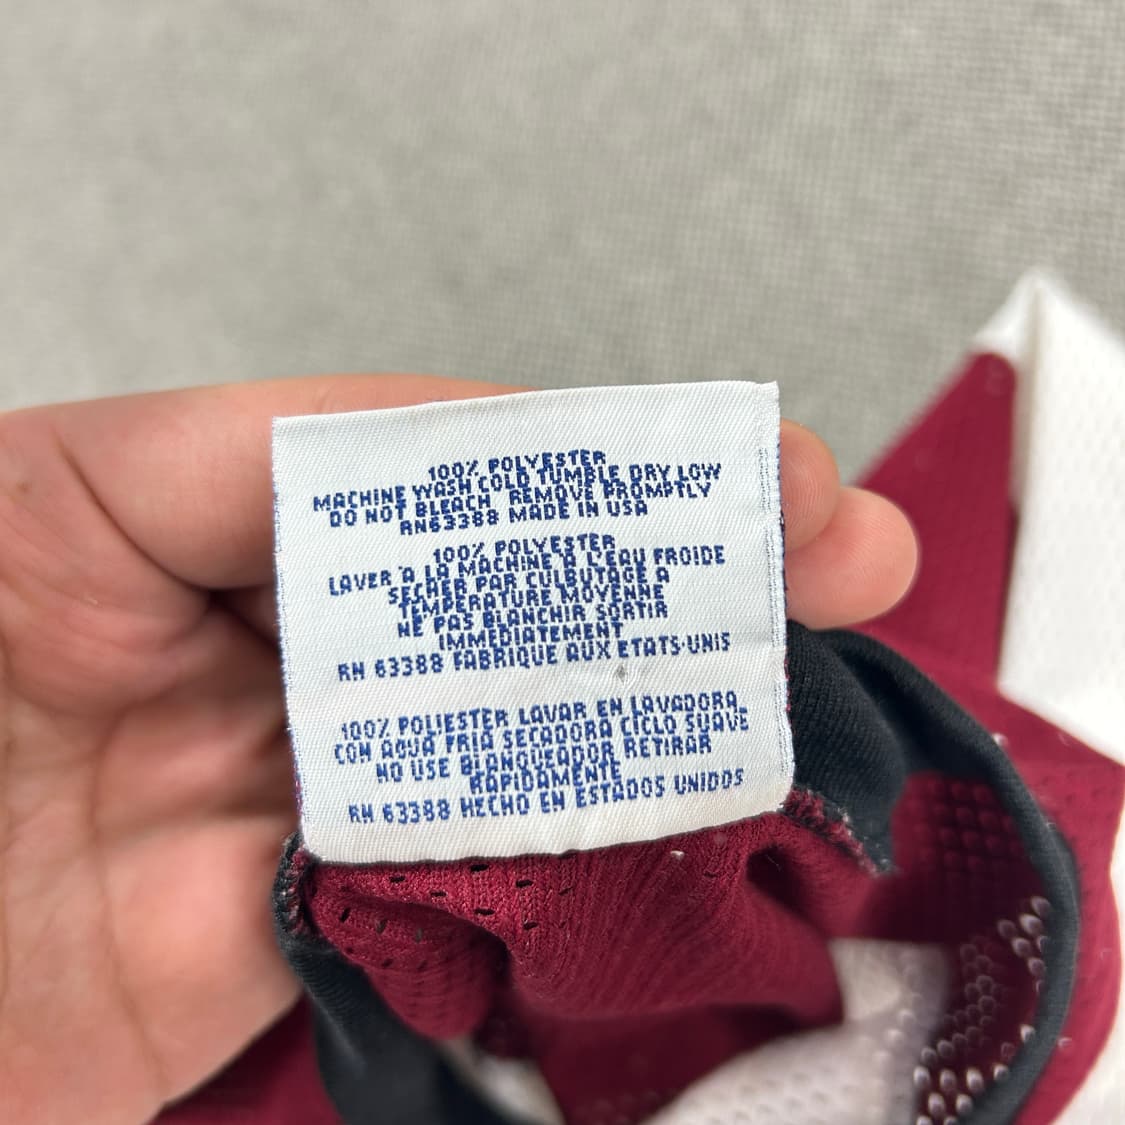 100% POLYESTER
MACHINE WASH COLD TUMBLE DRY LOW
DO NOT BLEACH REMOVE PROMPTLY
RN63388 MADE IN USA
100% POLYESTER
LAVER A LA MACHINE A L'EAU FROIDE
SECHER PAR CULBUTAGE A
TEMPERATURE MOYENNE
NE PAS BLANCHIR SORTIR
IMMEDIATEMENT
RN 63388 FABRIQUE AUX ETATS-UNIS
100% POLIESTER LAVAR EN LAVADORA
CON AQUA FRIA SECADORA CICLO SUAVE
NO USE BLANQUEADOR RETIRAR
RAPIDAMENTE
RN 63388 HECHO EN ESTADOS UNIDOS